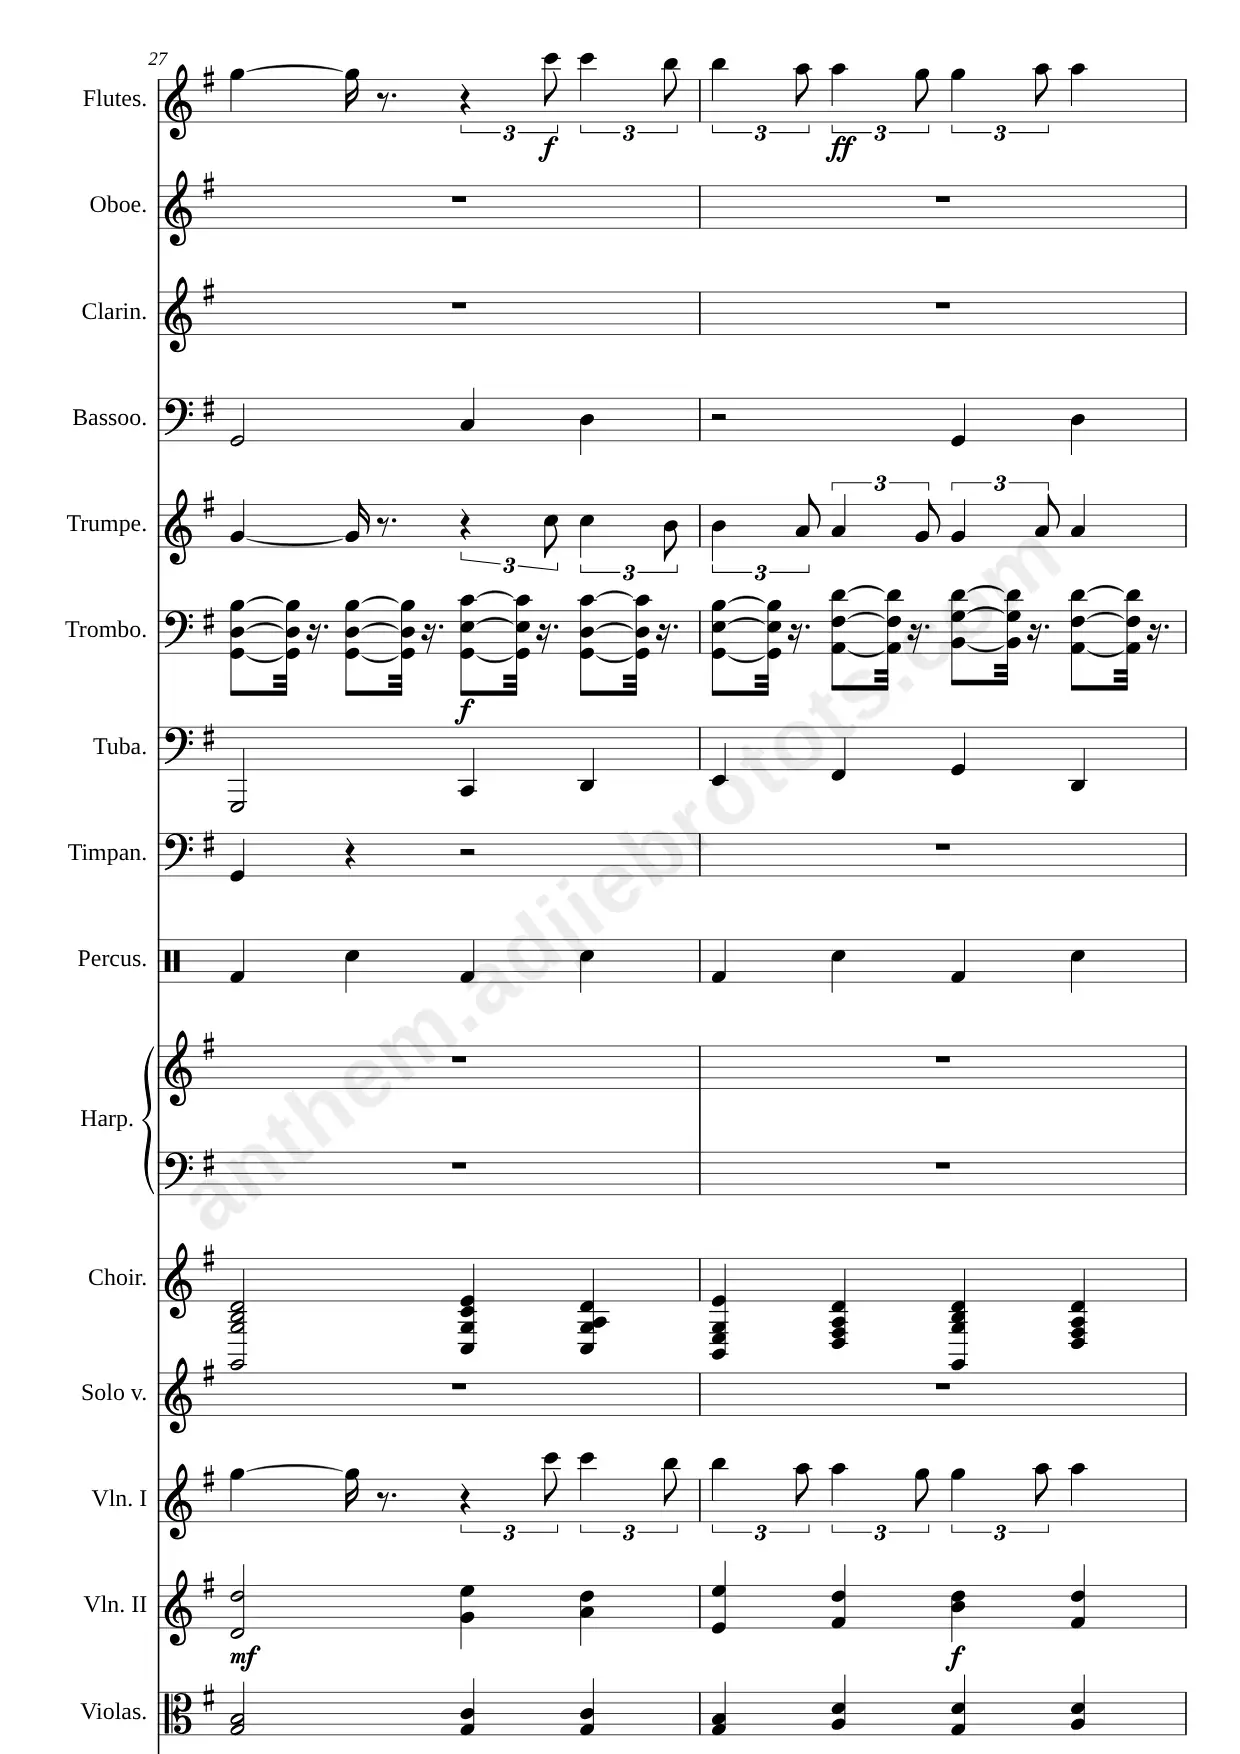 27
Flutes.
3 3 3 3 3
f ff
Oboe.
Clarin.
Bassoo.
3 3
Trumpe.
3 3 3
Trombo.
f
Tuba.
Timpan.
Percus.
Harp.
Choir.
Solo v.
Vln. I
3 3 3 3 3
Vln. II
mf f
Violas.
anthem.adjiebrotots.com